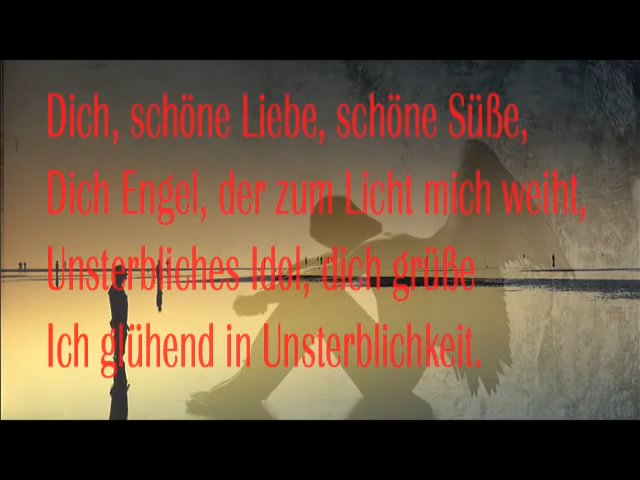 Dich, schöne Liebe, schöne Süße,
Dich Engel, der zum Licht mich weiht,
Unsterbliches Idol, dich grüße
Ich glühend in Unsterblichkeit.